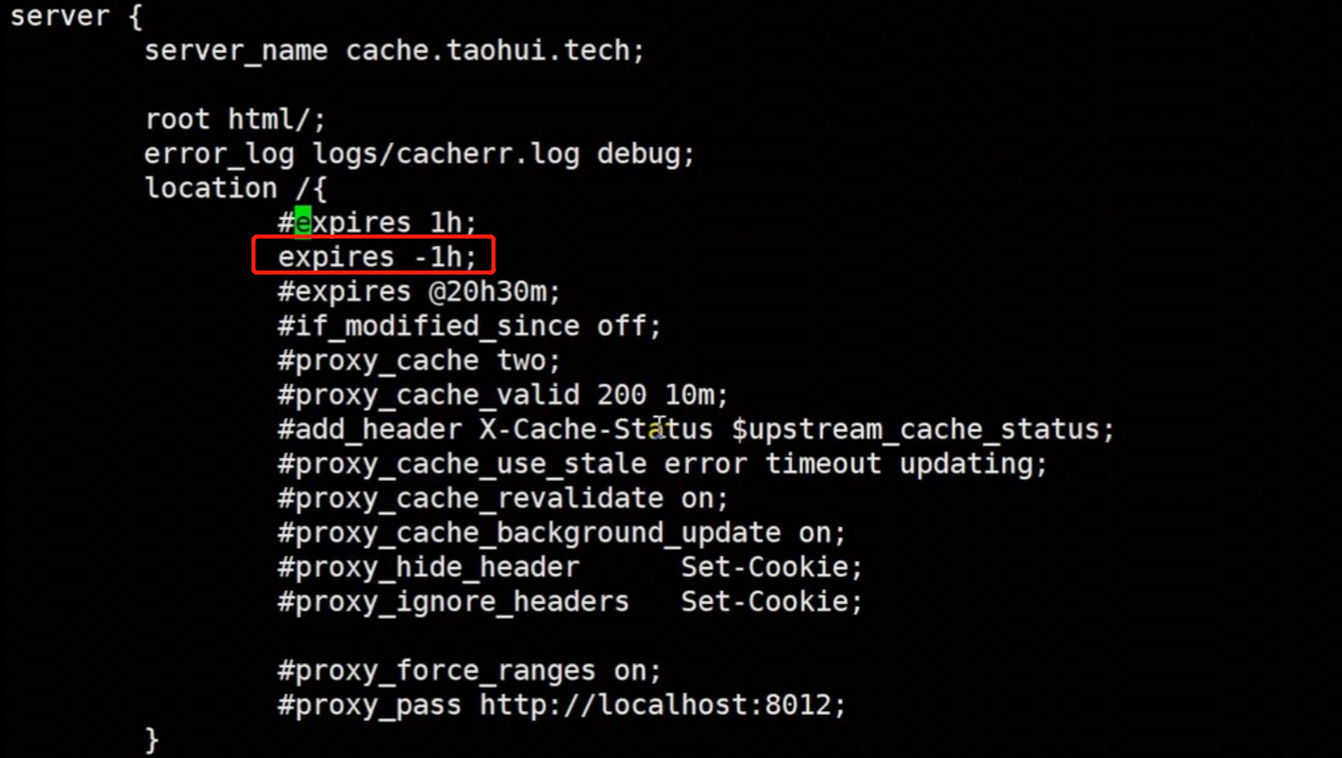 server {
server_name cache.taohui.tech;
root html/;
error_log logs/cacherr.log debug;
location /{
#expires 1h;
expires -1h;
#expires @20h30m;
#if_modified_since off;
#proxy_cache two;
#proxy_cache_valid 200 10m;
#add_header X-Cache-Status $upstream_cache_status;
#proxy_cache_use_stale error timeout updating;
#proxy_cache_revalidate on;
#proxy_cache_background_update on;
#proxy_hide_header Set-Cookie;
#proxy_ignore_headers Set-Cookie;
#proxy_force_ranges on;
#proxy_pass http://localhost:8012;
}